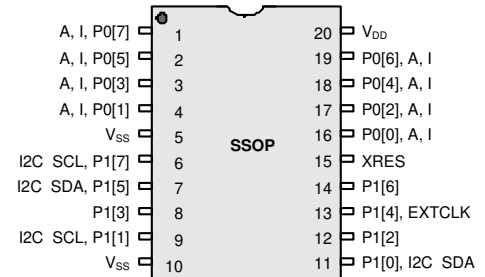 A, I, P0[7] 1 20 VDD
A, I, P0[5] 2 19 P0[6], A, I
A, I, P0[3] 3 18 P0[4], A, I
A, I, P0[1] 4 17 P0[2], A, I
VSS 5 16 P0[0], A, I
SSOP
I2C SCL, P1[7] 6 15 XRES
I2C SDA, P1[5] 7 14 P1[6]
P1[3] 8 13 P1[4], EXTCLK
I2C SCL, P1[1] 9 12 P1[2]
VSS 10 11 P1[0], I2C SDA